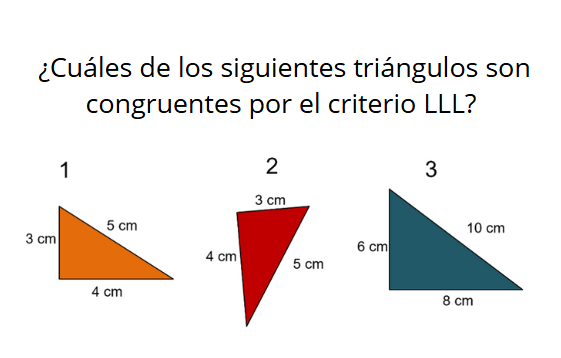 ¿Cuáles de los siguientes triángulos son
congruentes por el criterio LLL?
1
3 cm
5 cm
4 cm
2
3 cm
4 cm
5 cm
3
6 cm
10 cm
8 cm